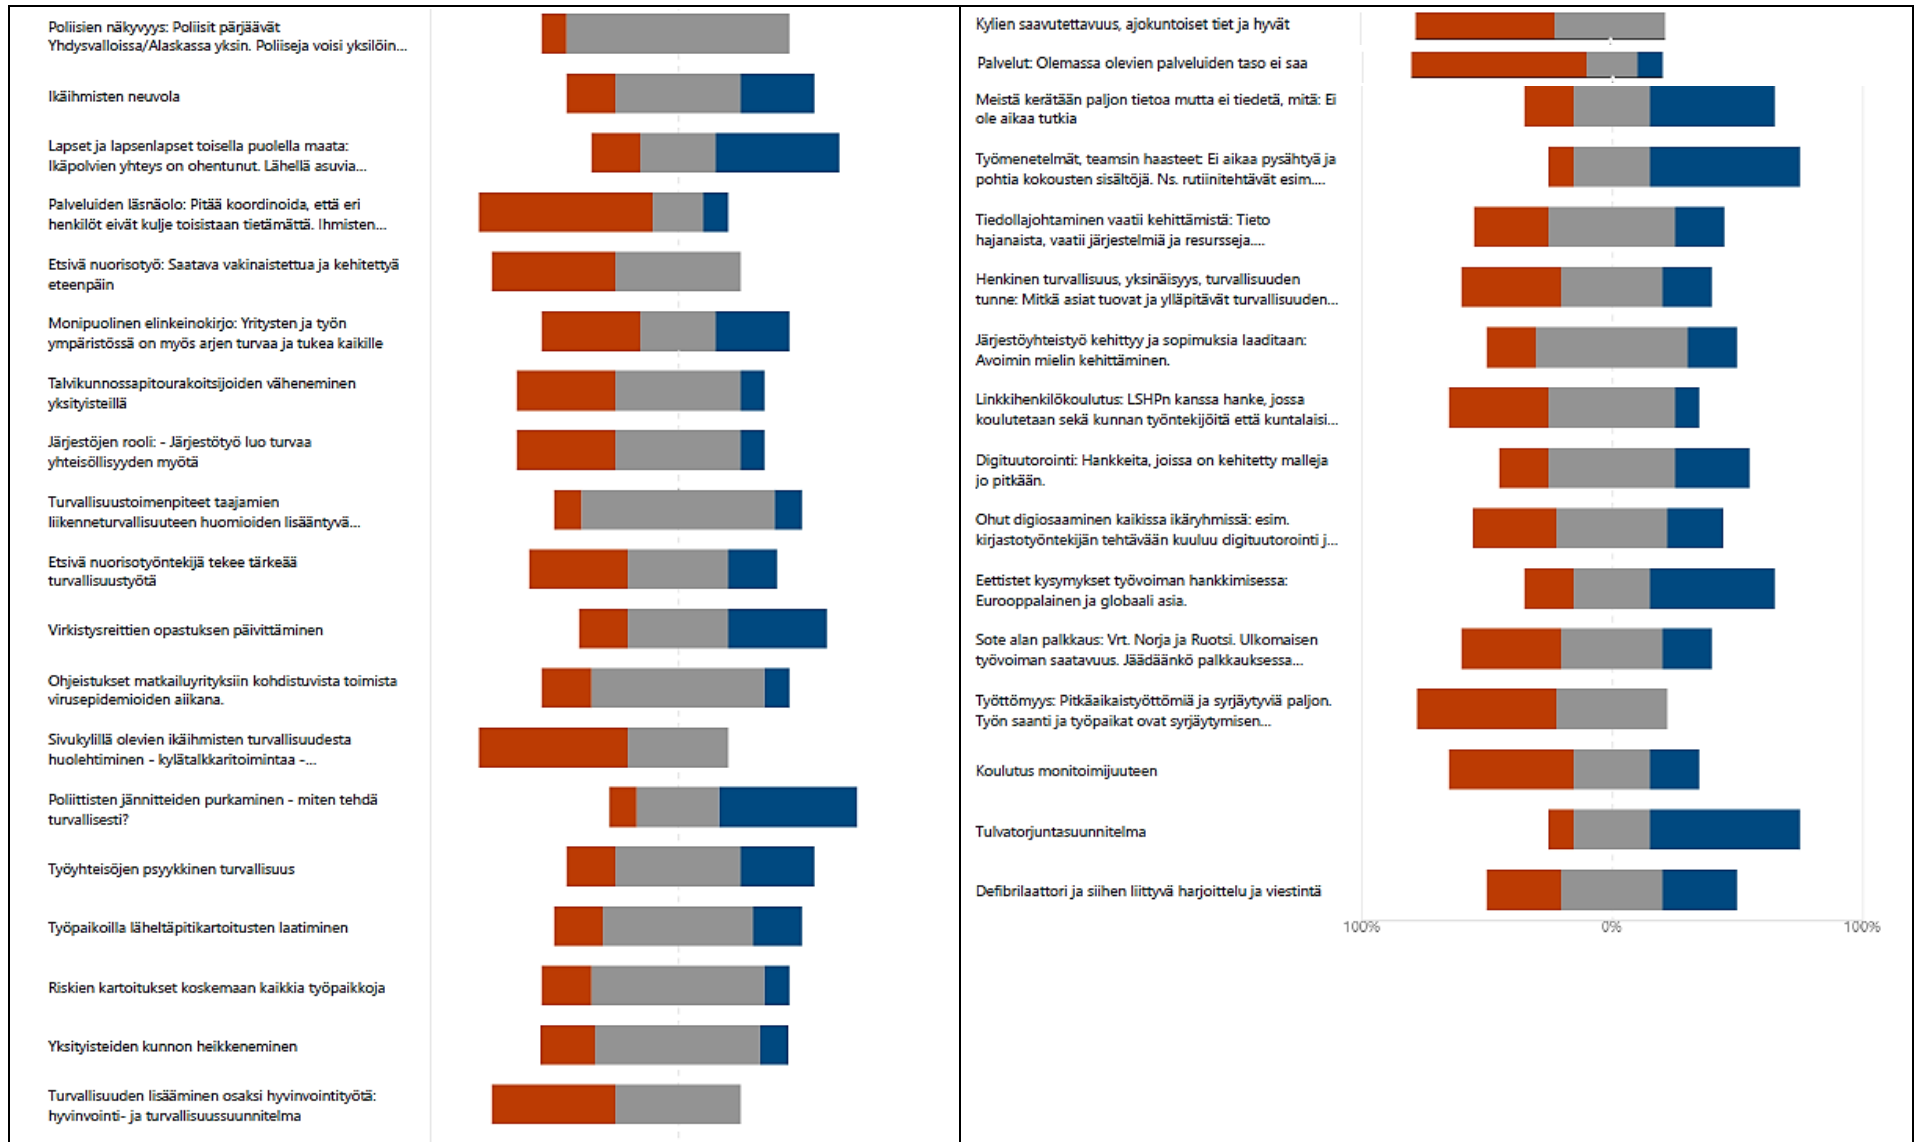 Poliisien näkyvyys: Poliisit pärjäävät
Yhdysvalloissa/Alaskassa yksin. Poliiseja voisi yksilöin...
Ikäihmisten neuvola
Lapset ja lapsenlapset toisella puolella maata:
Ikäpolvien yhteys on ohentunut. Lähellä asuvia...
Palveluiden läsnäolo: Pitää koordinoida, että eri
henkilöt eivät kulje toisistaan tietämättä. Ihmisten...
Etsivä nuorisotyö: Saatava vakinaistettua ja kehitettyä
eteenpäin
Monipuolinen elinkeinokirjo: Yritysten ja työn
ympäristössä on myös arjen turvaa ja tukea kaikille
Talvikunnossapitourakoitsijoiden väheneminen
yksityisteillä
Järjestöjen rooli: - Järjestötyö luo turvaa
yhteisöllisyyden myötä
Turvallisuustoimenpiteet taajamien
liikenneturvallisuuteen huomioiden lisääntyvä...
Etsivä nuorisotyöntekijä tekee tärkeää
turvallisuustyötä
Virkistysreittien opastuksen päivittäminen
Ohjeistukset matkailuyrityksiin kohdistuvista toimista
virusepidemioiden aikana.
Sivukylillä olevien ikäihmisten turvallisuudesta
huolehtiminen - kylätalkkaritoimintaa -...
Poliittisten jännitteiden purkaminen - miten tehdä
turvallisesti?
Työyhteisöjen psyykkinen turvallisuus
Työpaikoilla läheltäpitikartoitusten laatiminen
Riskien kartoitukset koskemaan kaikkia työpaikkoja
Yksityisteiden kunnon heikkeneminen
Turvallisuuden lisääminen osaksi hyvinvointityötä:
hyvinvointi- ja turvallisuussuunnitelma
Kylien saavutettavuus, ajokuntoiset tiet ja hyvät
Palvelut: Olemassa olevien palveluiden taso ei saa
Meistä kerätään paljon tietoa mutta ei tiedetä, mitä: Ei
ole aikaa tutkia
Työmenetelmät, teamsin haasteet: Ei aikaa pysähtyä ja
pohtia kokousten sisältöjä. Ns. rutiinitehtävät esim....
Tiedollajohtaminen vaatii kehittämistä: Tieto
hajanaista, vaatii järjestelmiä ja resursseja....
Henkinen turvallisuus, yksinäisyys, turvallisuuden
tunne: Mitkä asiat tuovat ja ylläpitävät turvallisuuden...
Järjestöyhteistyö kehittyy ja sopimuksia laaditaan:
Avoimin mielin kehittäminen.
Linkkihenkilökoulutus: LSHPn kanssa hanke, jossa
koulutetaan sekä kunnan työntekijöitä että kuntalaisi...
Digituutorointi: Hankkeita, joissa on kehitetty malleja
jo pitkään.
Ohut digiosaaminen kaikissa ikäryhmissä: esim.
kirjastotyöntekijän tehtävään kuuluu digituutorointi j...
Eettistet kysymykset työvoiman hankkimisessa:
Eurooppalainen ja globaali asia.
Sote alan palkkaus: Vrt. Norja ja Ruotsi. Ulkomaisen
työvoiman saatavuus. Jäädäänkö palkkauksessa...
Työttömyys: Pitkäaikaistyöttömiä ja syrjäytyviä paljon.
Työn saanti ja työpaikat ovat syrjäytymisen...
Koulutus monitoimijuuteen
Tulvatorjuntasuunnitelma
Defibrilaattori ja siihen liittyvä harjoittelu ja viestintä
100% 0% 100%